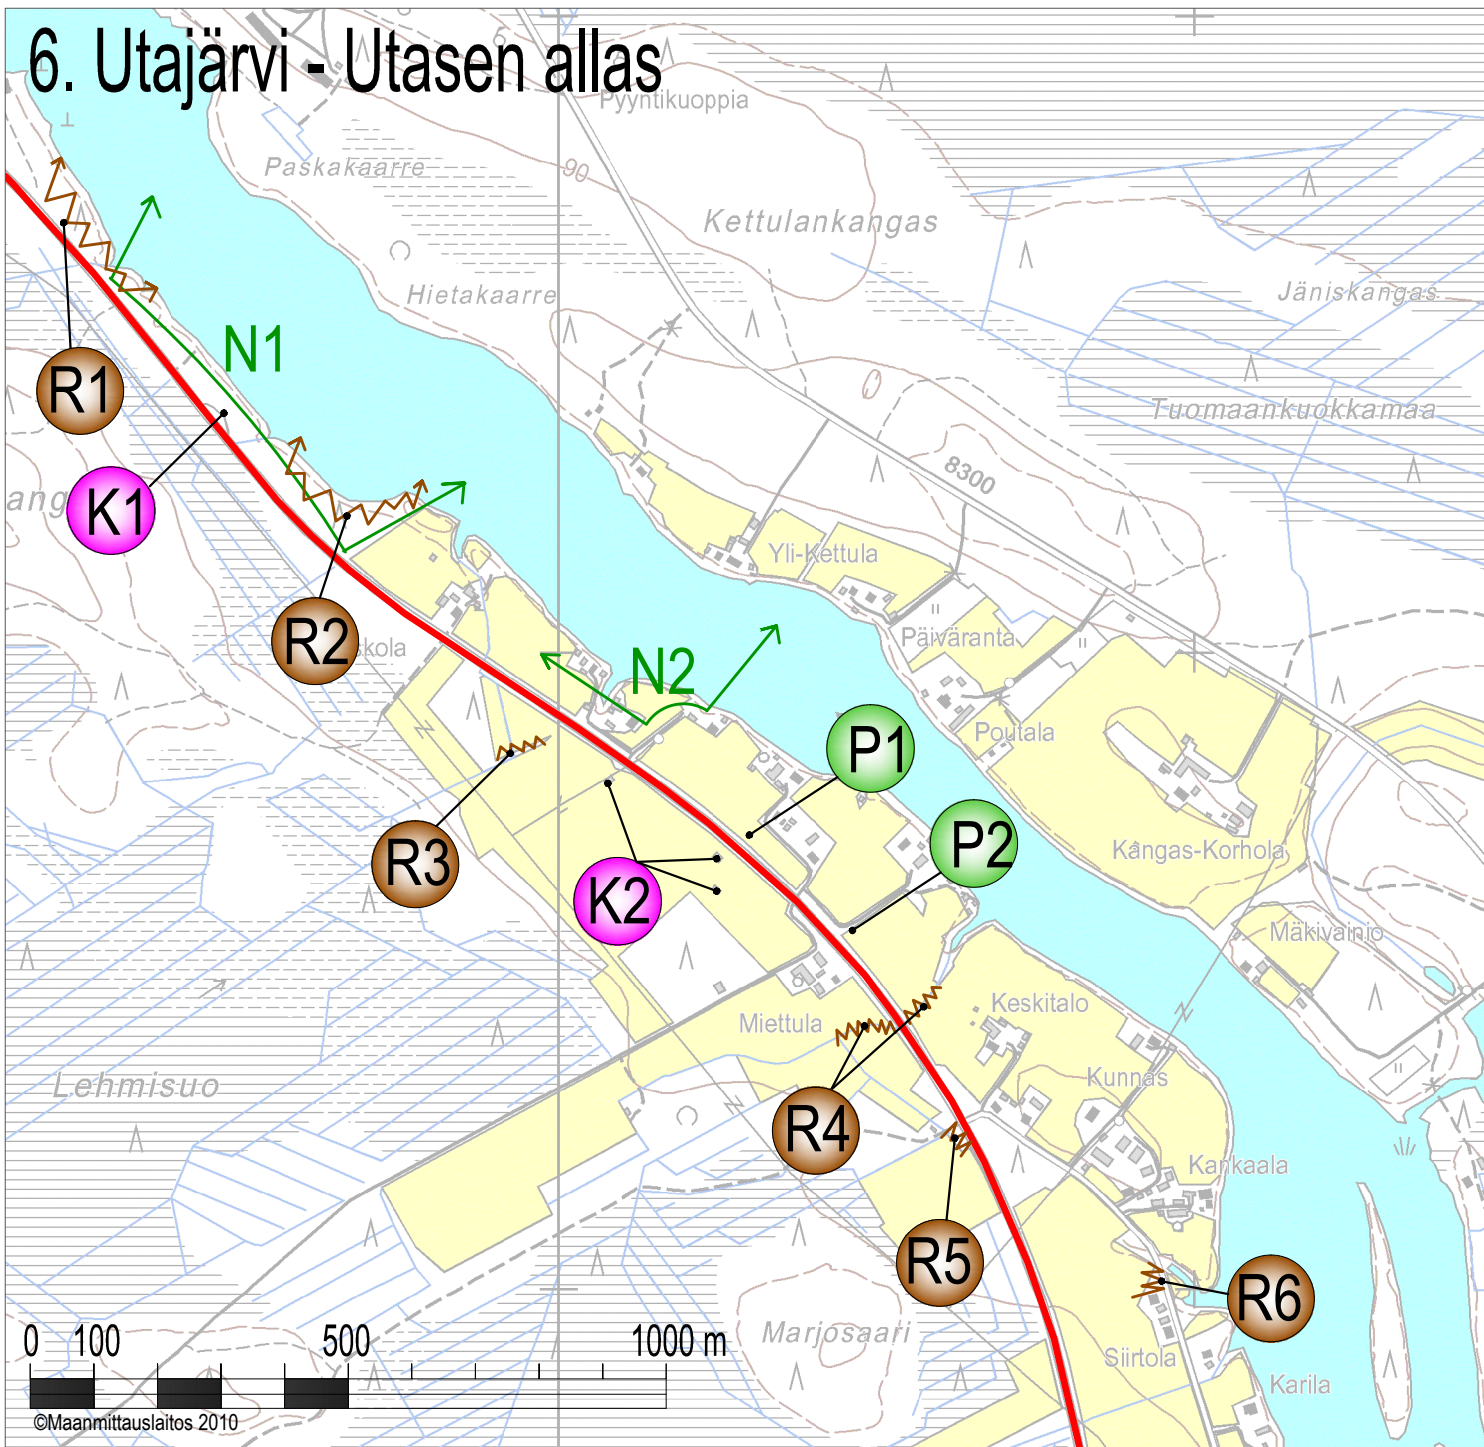 6. Utajärvi - Utasen allas
Pyyntikuoppia
Paskakaarre
90
Kettulankangas
Hietakaarre
Jäniskangas
N1
R1
Tuomaankuokkamaa
8300
ang
K1
Yli-Kettula
R2
skola
Päiväranta
N2
Poutala
P1
R3
P2
Kangas-Korhola
K2
Mäkivainio
Miettula
Keskitalo
Lehmisuo
Kunnas
R4
Kankaala
R5
R6
Marjosaari
Siirtola
Karila
0 100 500 1000 m
©Maanmittauslaitos 2010